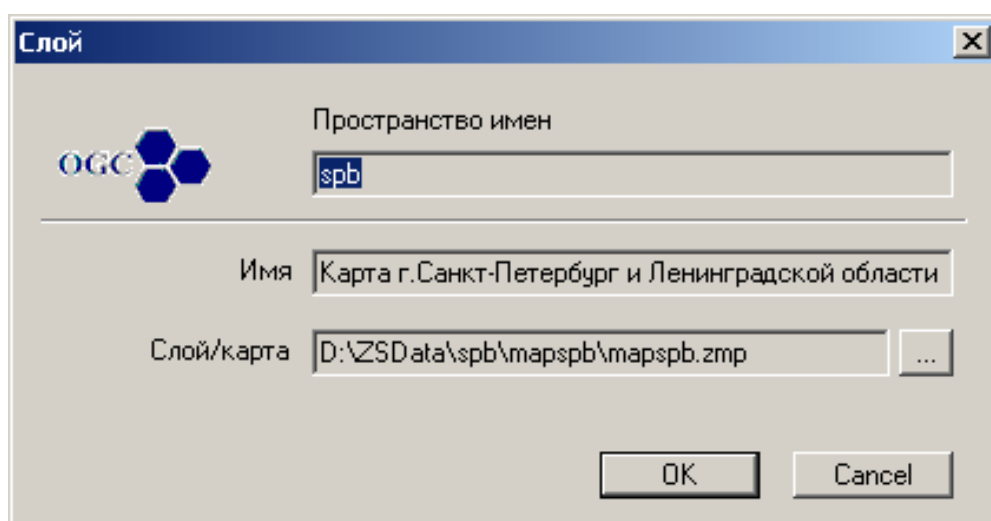 Слой
Пространство имен
OGC
spb
Имя
Карта г.Санкт-Петербург и Ленинградской области
Слой/карта
D:\ZSData\spb\mapspb\mapspb.zmp
...
OK
Cancel